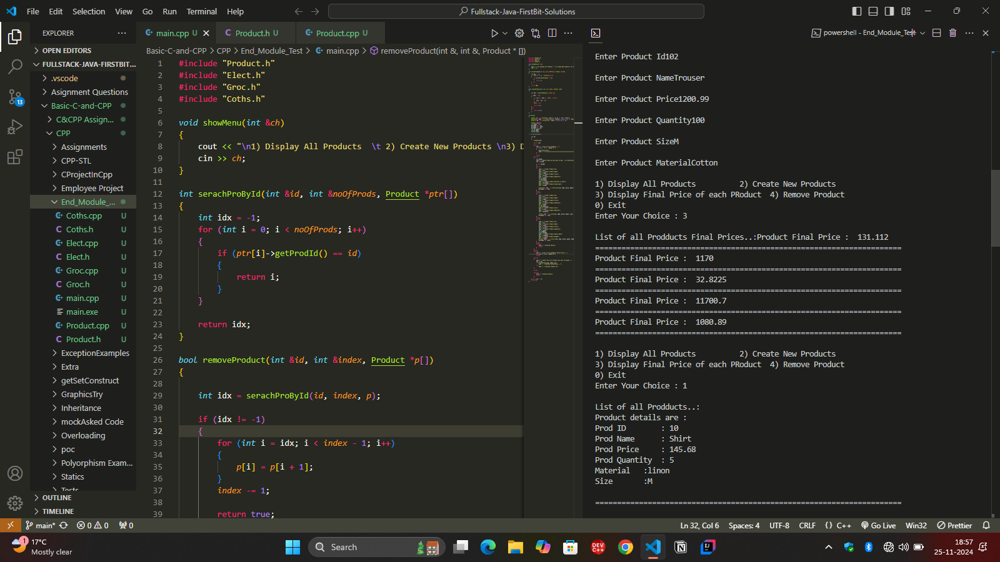 File Edit Selection View Go Run Terminal Help
Fullstack-Java-FirstBit-Solutions
EXPLORER
OPEN EDITORS
FULLSTACK-JAVA-FIRSTBIT...
.vscode
Asignment Questions
Basic-C-and-CPP
C&CPP Assign...
CPP
Assignments
CPP-STL
CProjectInCpp
Employee Project
End_Module_...
Coths.cpp U
Coths.h U
Elect.cpp U
Elect.h U
Groc.cpp U
Groc.h U
main.cpp U
main.exe U
Product.cpp U
Product.h U
ExceptionExamples
Extra
getSetConstruct
GraphicsTry
Inheritance
mockAsked Code
Overloading
poc
Polyorphism Exam...
Statics
Tests
OUTLINE
TIMELINE
13
main.cpp U Product.h U Product.cpp U
Basic-C-and-CPP > CPP > End_Module_Test > main.cpp > removeProduct(int &, int &, Product * [])
1 #include "Product.h"
2 #include "Elect.h"
3 #include "Groc.h"
4 #include "Coths.h"
5
6 void showMenu(int &ch)
7 {
8 cout << "\n1) Display All Products \t 2) Create New Products \n3) D
9 cin >> ch;
10 }
11
12 int serachProById(int &id, int &noOfProds, Product *ptr[])
13 {
14 int idx = -1;
15 for (int i = 0; i < noOfProds; i++)
16 {
17 if (ptr[i]->getProdId() == id)
18 {
19 return i;
20 }
21 }
22
23 return idx;
24 }
25
26 bool removeProduct(int &id, int &index, Product *p[])
27 {
28
29 int idx = serachProById(id, index, p);
30
31 if (idx != -1)
32 {
33 for (int i = idx; i < index - 1; i++)
34 {
35 p[i] = p[i + 1];
36 }
37 index -= 1;
38
39 return true;
powershell - End_Module_Test
Enter Product Id102
Enter Product NameTrouser
Enter Product Price1200.99
Enter Product Quantity100
Enter Product SizeM
Enter Product MaterialCotton
1) Display All Products 2) Create New Products
3) Display Final Price of each PRoduct 4) Remove Product
0) Exit
Enter Your Choice : 3
List of all Prodducts Final Prices..:Product Final Price : 131.112
======================================================================
Product Final Price : 1170
======================================================================
Product Final Price : 32.8225
======================================================================
Product Final Price : 11700.7
======================================================================
Product Final Price : 1080.89
======================================================================
1) Display All Products 2) Create New Products
3) Display Final Price of each PRoduct 4) Remove Product
0) Exit
Enter Your Choice : 1
List of all Prodducts..:
Product details are :
Prod ID : 10
Prod Name : Shirt
Prod Price : 145.68
Prod Quantity : 5
Material :linon
Size :M
======================================================================
main* 0 0 0 Ln 32, Col 6 Spaces: 4 UTF-8 CRLF {} C++ Go Live Win32 Prettier
1
17°C
Mostly clear
Search
DEV C++
18:57
25-11-2024